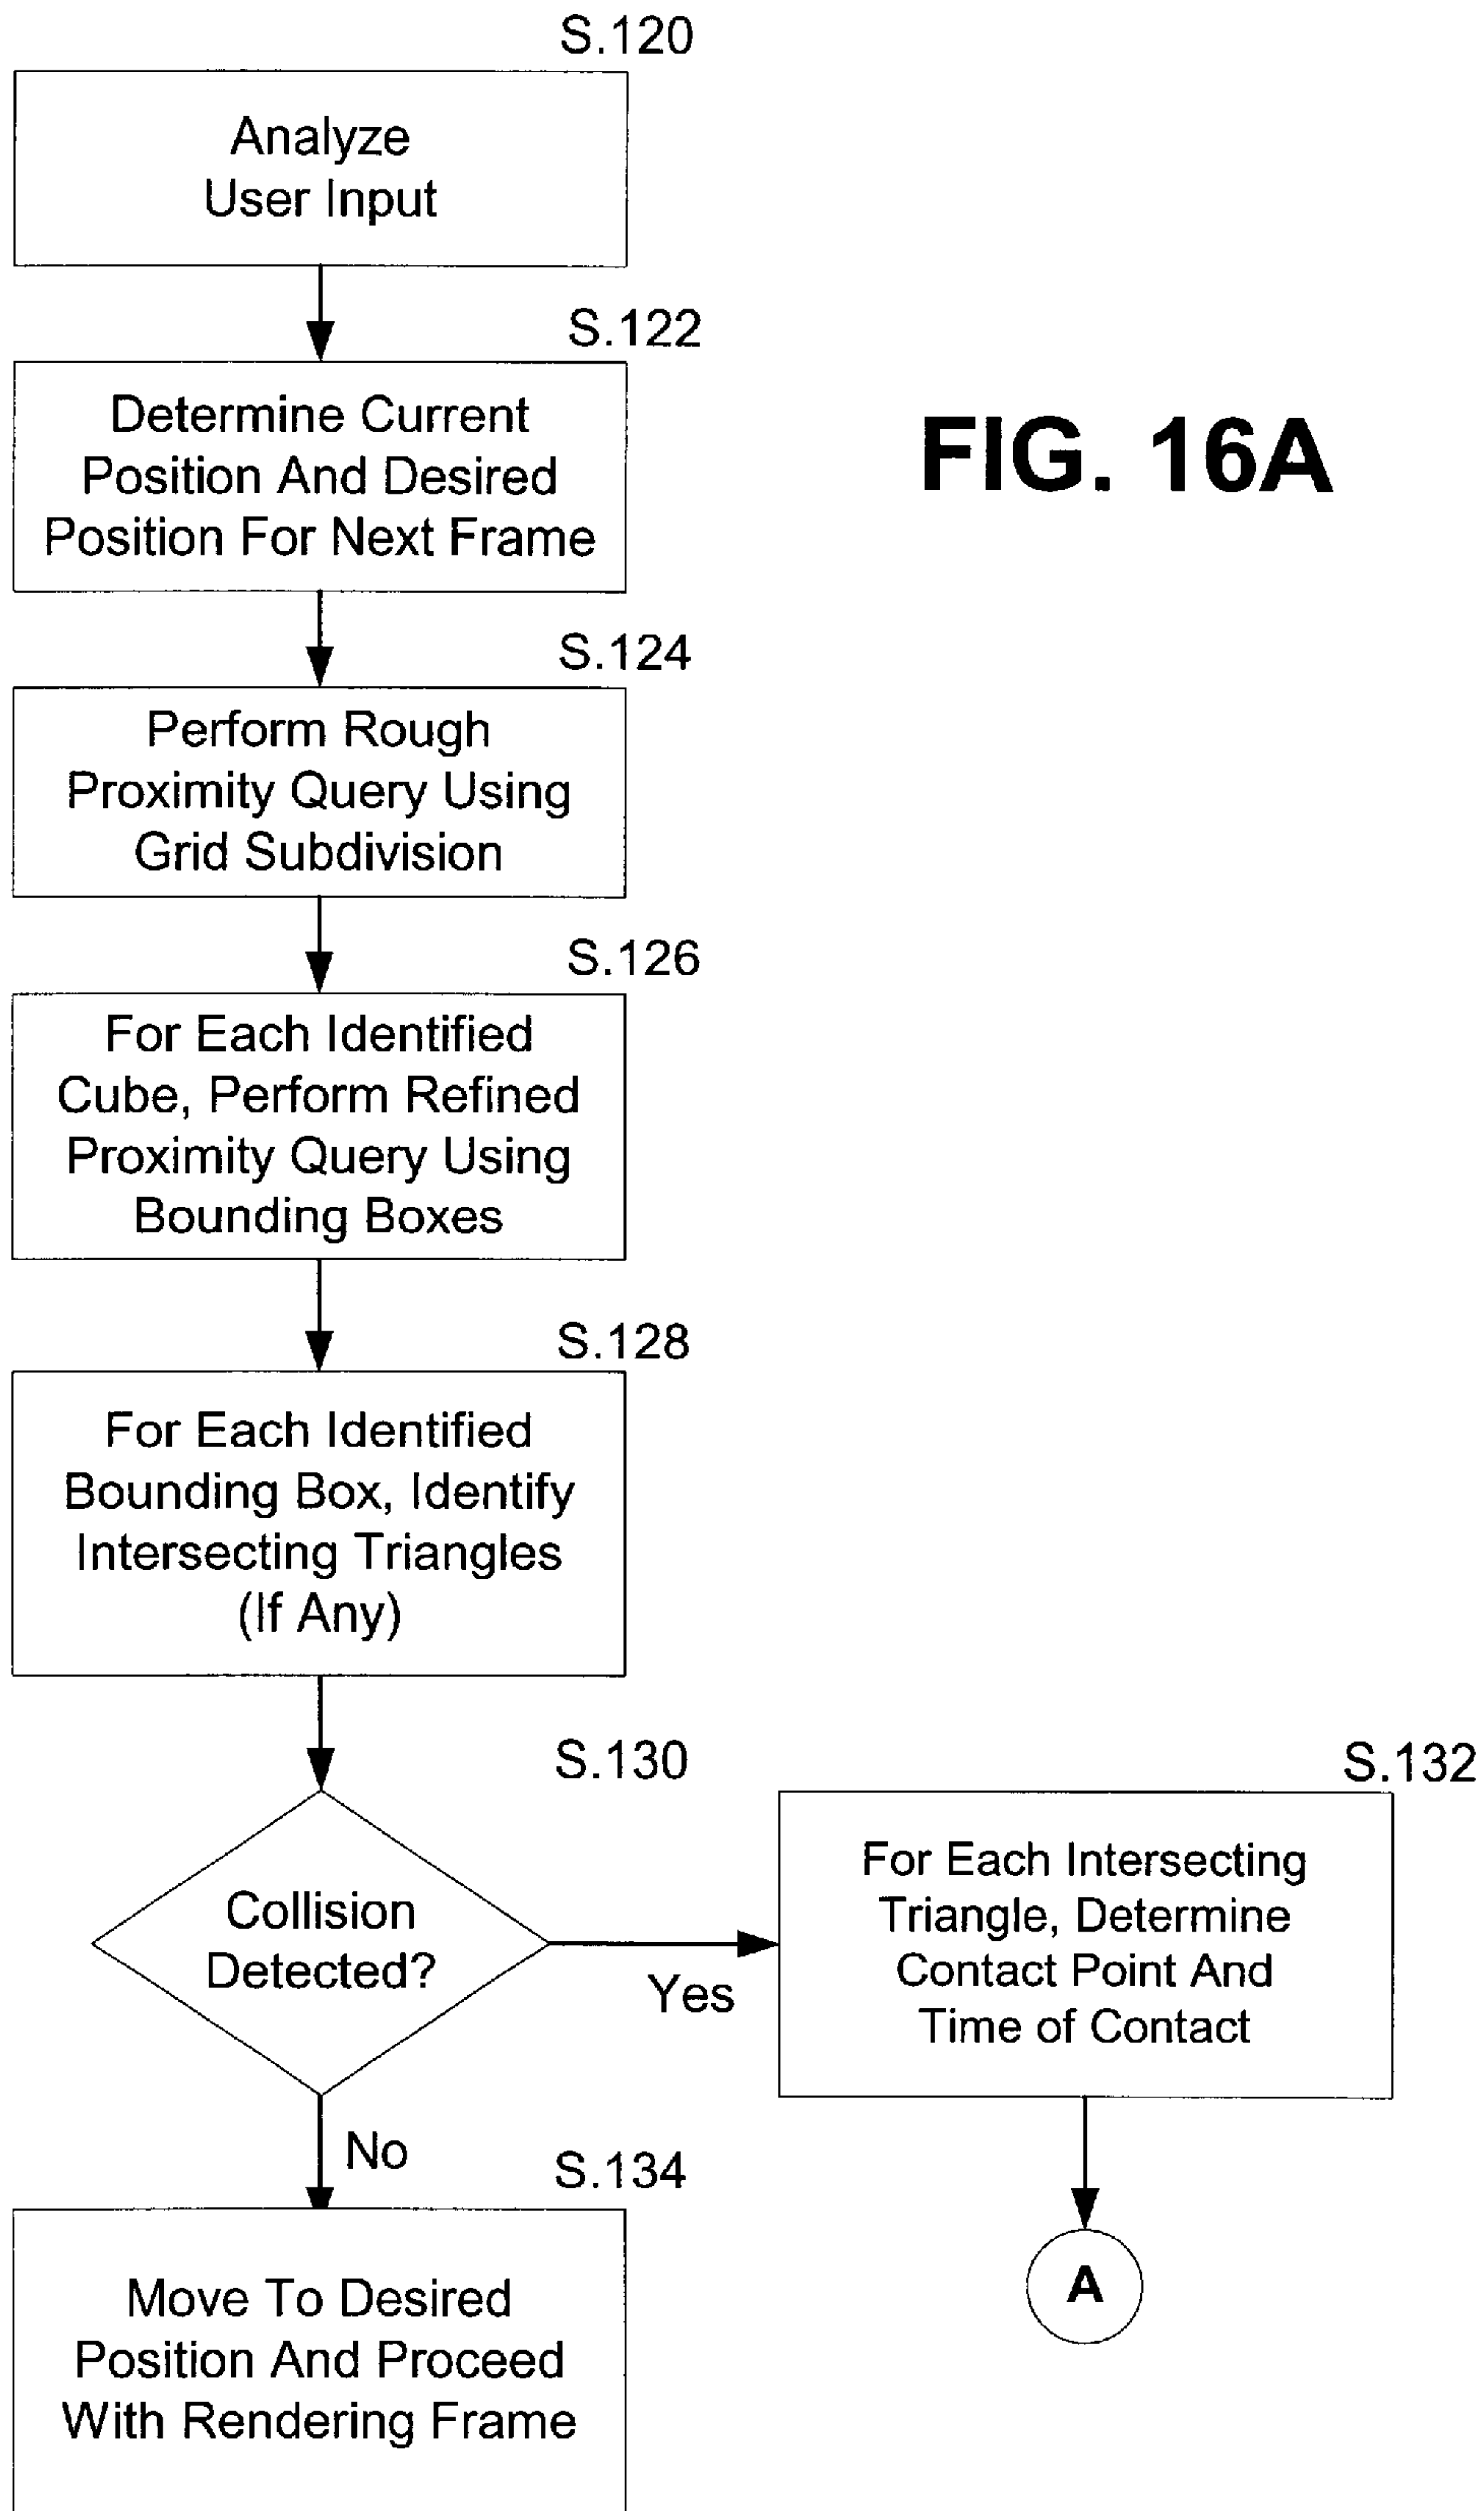 S.120
Analyze
User Input
S.122
Determine Current
Position And Desired
Position For Next Frame
FIG. 16A
S.124
Perform Rough
Proximity Query Using
Grid Subdivision
S.126
For Each Identified
Cube, Perform Refined
Proximity Query Using
Bounding Boxes
S.128
For Each Identified
Bounding Box, Identify
Intersecting Triangles
(If Any)
S.130
Collision
Detected?
Yes
S.132
For Each Intersecting
Triangle, Determine
Contact Point And
Time of Contact
A
No
S.134
Move To Desired
Position And Proceed
With Rendering Frame